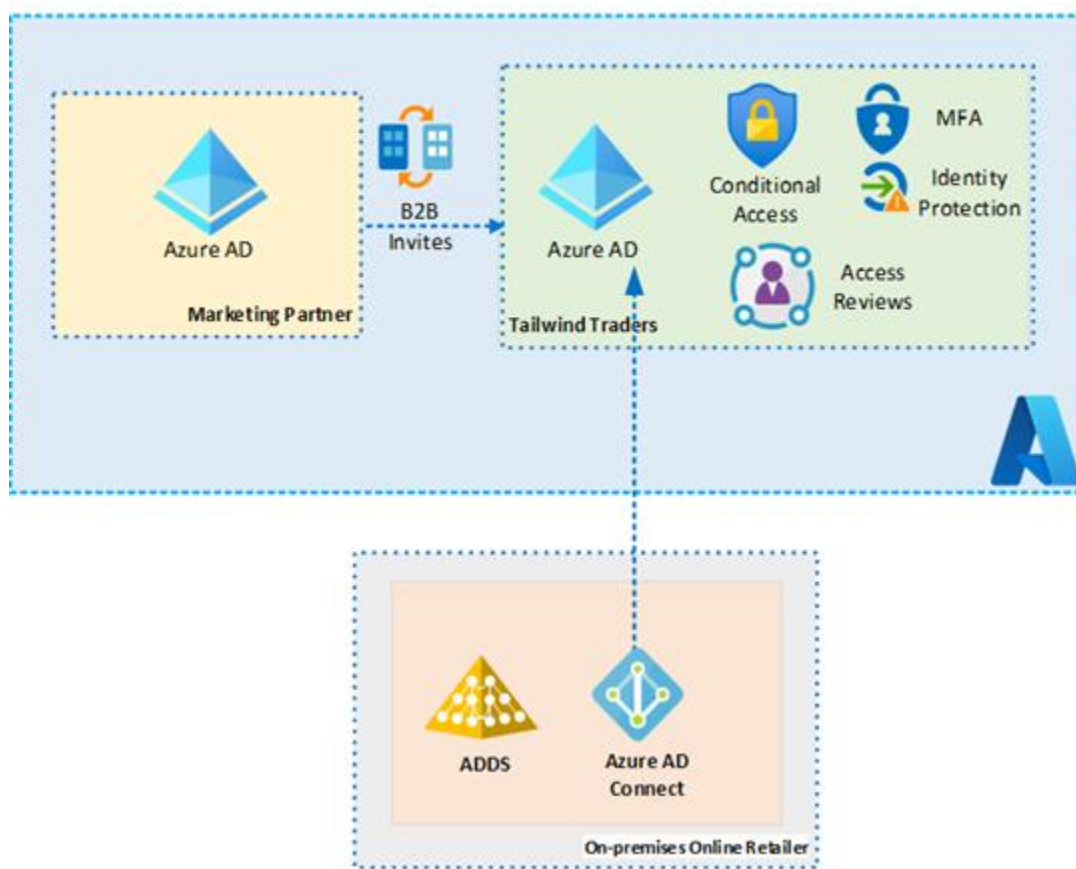 Azure AD
Marketing Partner
B2B
Invites
Azure AD
Tailwind Traders
Conditional
Access
MFA
Identity
Protection
Access
Reviews
ADDS
Azure AD
Connect
On-premises Online Retailer